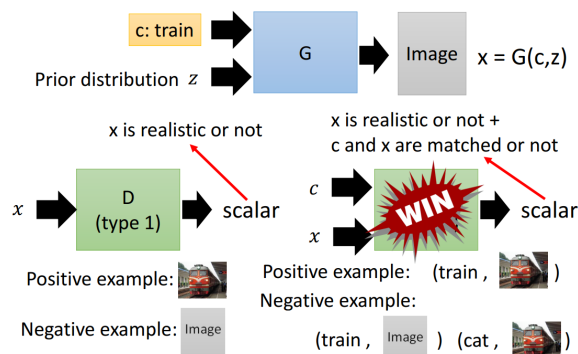 c: train
G
Image
x = G(c,z)
Prior distribution z
x is realistic or not
x is realistic or not +
c and x are matched or not
x
D
(type 1)
scalar
c
x
WIN
scalar
Positive example:
Negative example:
Image
Positive example: (train , )
Negative example:
(train , Image ) (cat , )